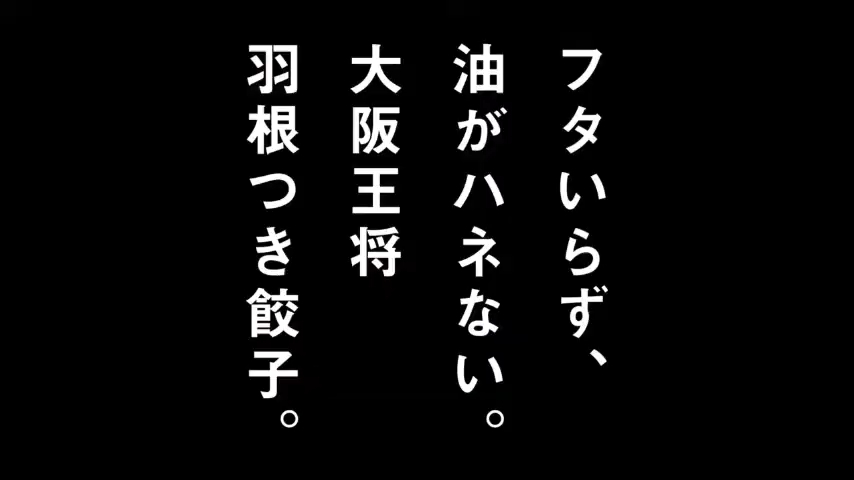 フタいらず、
油がハネない。
大阪王将
羽根つき餃子。